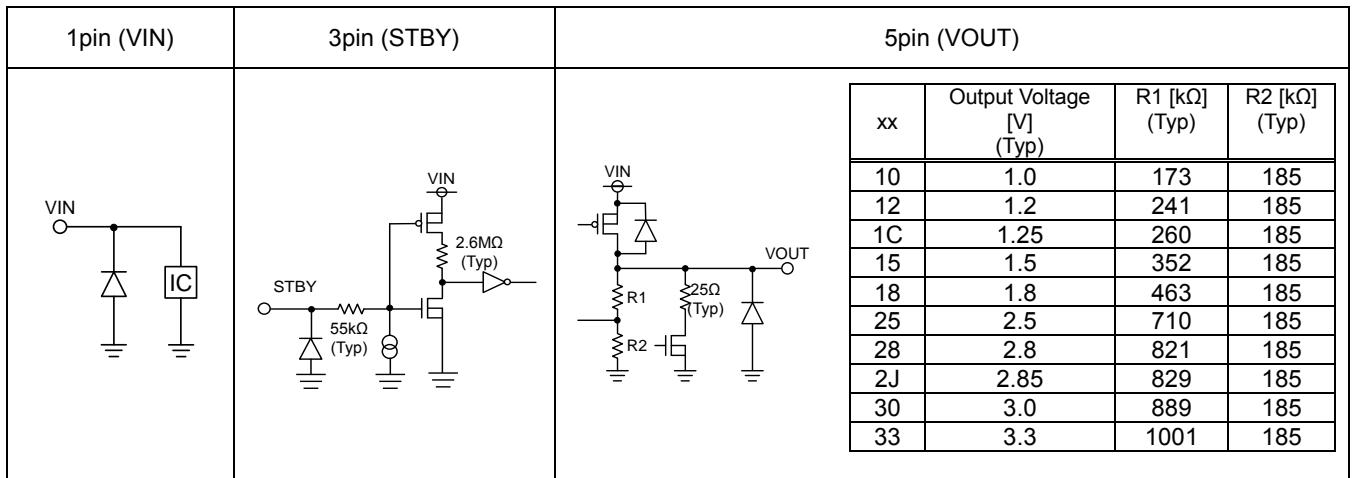 1pin (VIN) 3pin (STBY) 5pin (VOUT)
VIN
IC
VIN
2.6MΩ
(Typ)
STBY
55kΩ
(Typ)
VIN
VOUT
R1
25Ω
(Typ)
R2
xx Output Voltage [V] (Typ) R1 [kΩ] (Typ) R2 [kΩ] (Typ)
10 1.0 173 185
12 1.2 241 185
1C 1.25 260 185
15 1.5 352 185
18 1.8 463 185
25 2.5 710 185
28 2.8 821 185
2J 2.85 829 185
30 3.0 889 185
33 3.3 1001 185